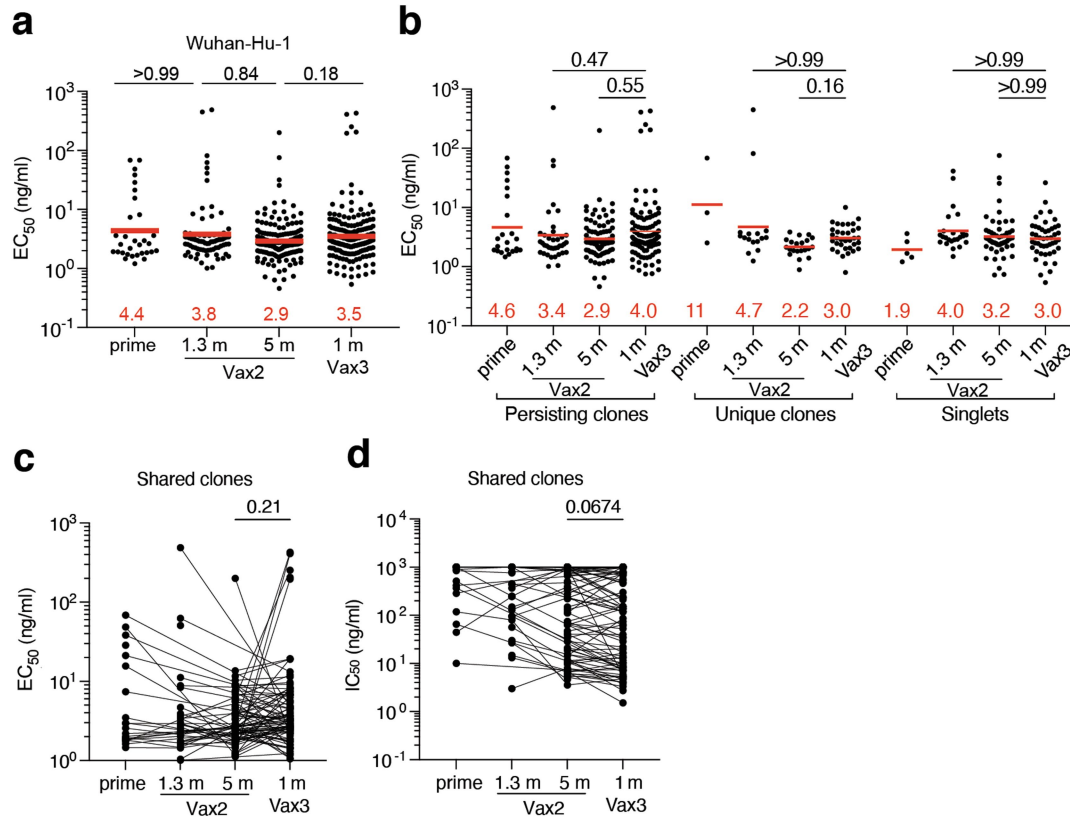 a
Wuhan-Hu-1
>0.99 0.84 0.18
EC50 (ng/ml)
10³
10²
10¹
10⁰
10⁻¹
4.4 3.8 2.9 3.5
prime 1.3 m 5 m 1 m
Vax2 Vax3
b
0.47 >0.99 >0.99
0.55 0.16 >0.99
EC50 (ng/ml)
10³
10²
10¹
10⁰
10⁻¹
4.6 3.4 2.9 4.0 11 4.7 2.2 3.0 1.9 4.0 3.2 3.0
prime 1.3 m 5 m 1 m Vax3 prime 1.3 m 5 m 1 m Vax3 prime 1.3 m 5 m 1 m Vax3
Vax2 Vax2 Vax2
Persisting clones Unique clones Singlets
c
Shared clones
0.21
EC50 (ng/ml)
10³
10²
10¹
10⁰
prime 1.3 m 5 m 1 m
Vax2 Vax3
d
Shared clones
0.0674
IC50 (ng/ml)
10⁴
10³
10²
10¹
10⁰
10⁻¹
prime 1.3 m 5 m 1 m
Vax2 Vax3